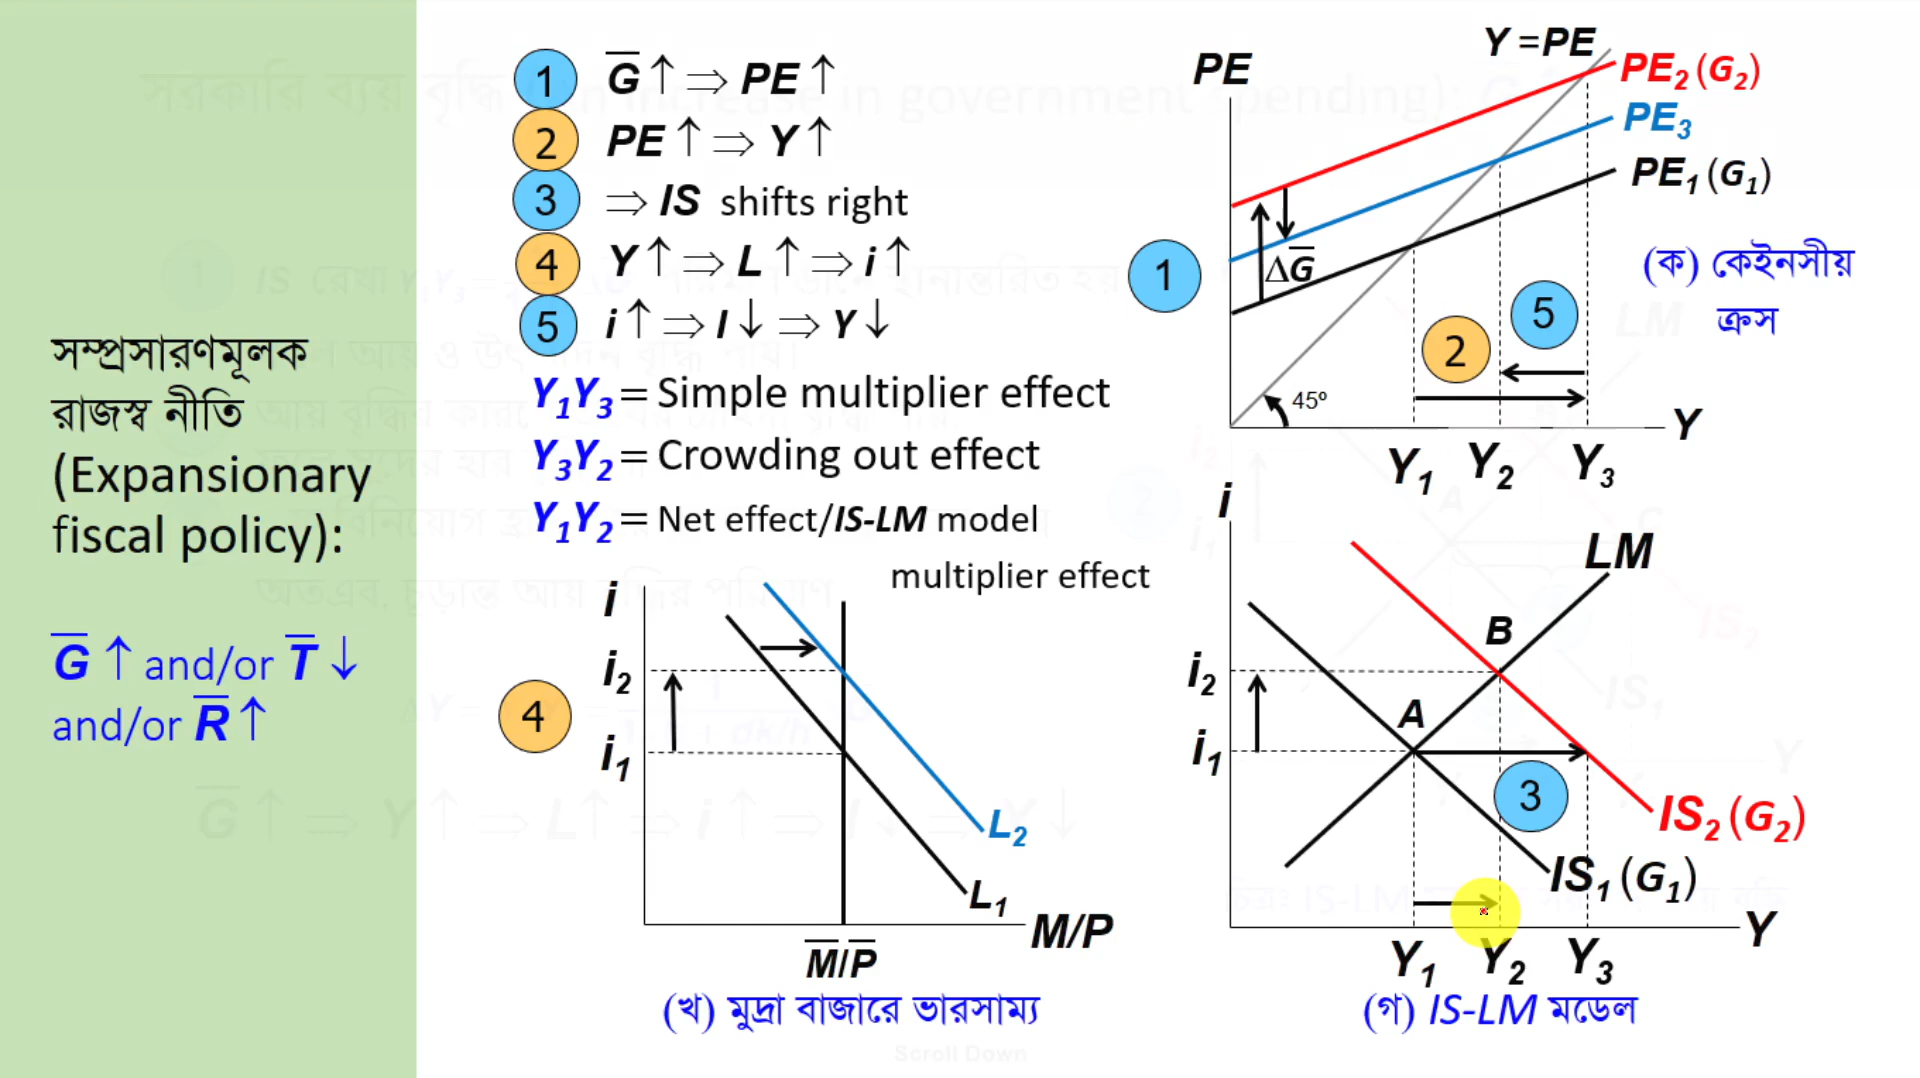 সম্প্রসারণমূলক
রাজস্ব নীতি
(Expansionary
fiscal policy):
G̅ ↑ and/or T̅ ↓
and/or R̅ ↑
1 G̅ ↑ ⇒ PE ↑
2 PE ↑ ⇒ Y ↑
3 ⇒ IS shifts right
4 Y ↑ ⇒ L ↑ ⇒ i ↑
5 i ↑ ⇒ I ↓ ⇒ Y ↓
Y₁Y₃ = Simple multiplier effect
Y₃Y₂ = Crowding out effect
Y₁Y₂ = Net effect/IS-LM model
multiplier effect
i
i₂
i₁
4
L₂
L₁
M/P
M̅/P̅
(খ) মুদ্রা বাজারে ভারসাম্য
PE
Y =PE
PE₂ (G₂)
PE₃
PE₁ (G₁)
1
ΔG̅
(ক) কেইনসীয়
ক্রস
2
5
45º
Y
Y₁ Y₂ Y₃
i
LM
B
i₂
A
i₁
3
IS₂ (G₂)
IS₁ (G₁)
Y
Y₁ Y₂ Y₃
(গ) IS-LM মডেল
Scroll Down